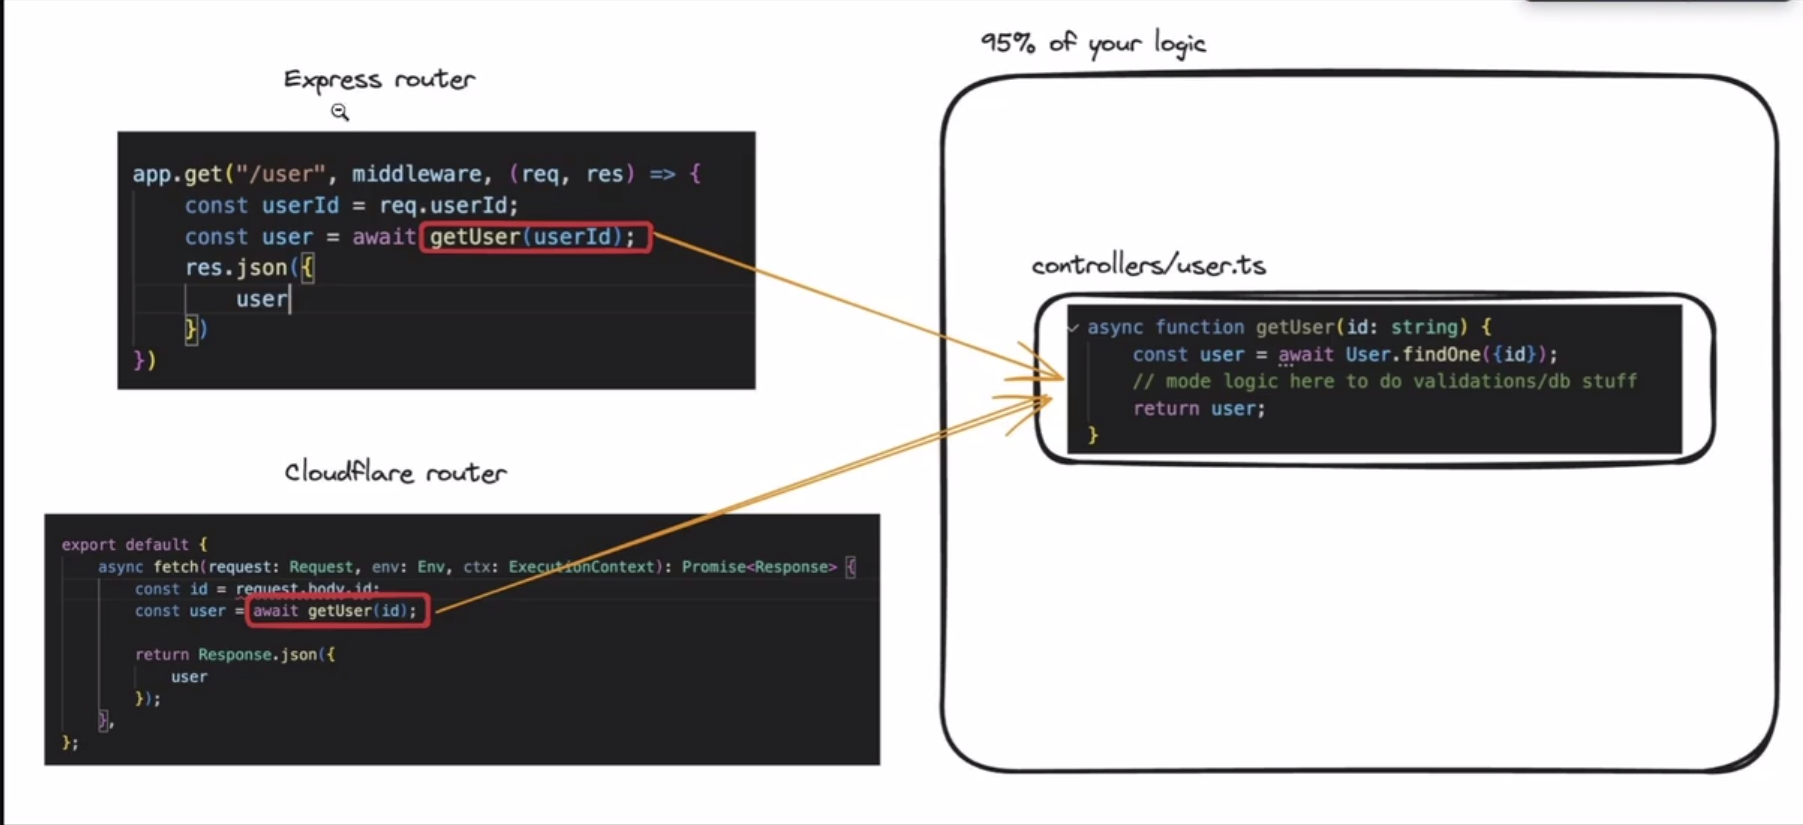 95% of your logic
Express router
app.get("/user", middleware, (req, res) => {
const userId = req.userId;
const user = await getUser(userId);
res.json({
user
})
})
controllers/user.ts
async function getUser(id: string) {
const user = await User.findOne({id});
// mode logic here to do validations/db stuff
return user;
}
Cloudflare router
export default {
async fetch(request: Request, env: Env, ctx: ExecutionContext): Promise<Response> {
const id = request.body.id;
const user = await getUser(id);
return Response.json({
user
});
},
};